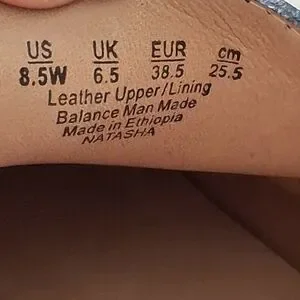 US UK EUR cm
8.5W 6.5 38.5 25.5
Leather Upper/Lining
Balance Man Made
Made in Ethiopia
NATASHA